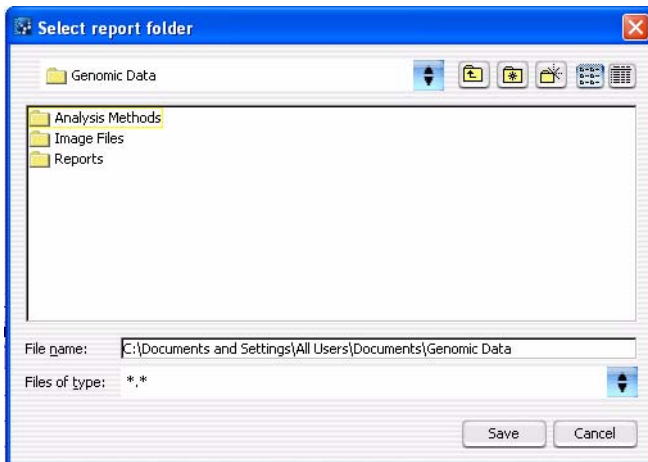 Select report folder
Genomic Data
Analysis Methods
Image Files
Reports
File name: C:\Documents and Settings\All Users\Documents\Genomic Data
Files of type: *.*
Save Cancel